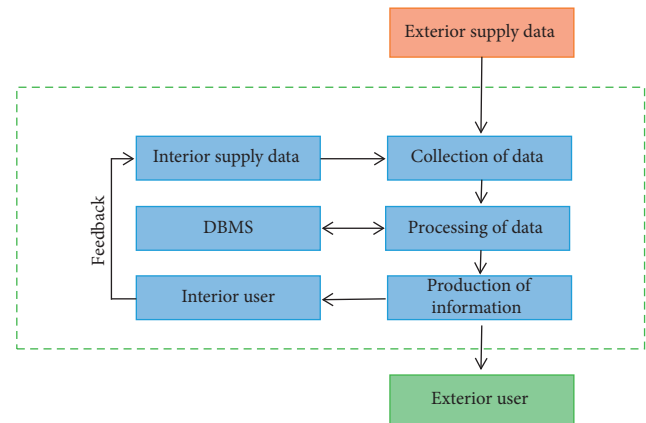 Exterior supply data
Interior supply data
Collection of data
DBMS
Processing of data
Feedback
Interior user
Production of
information
Exterior user